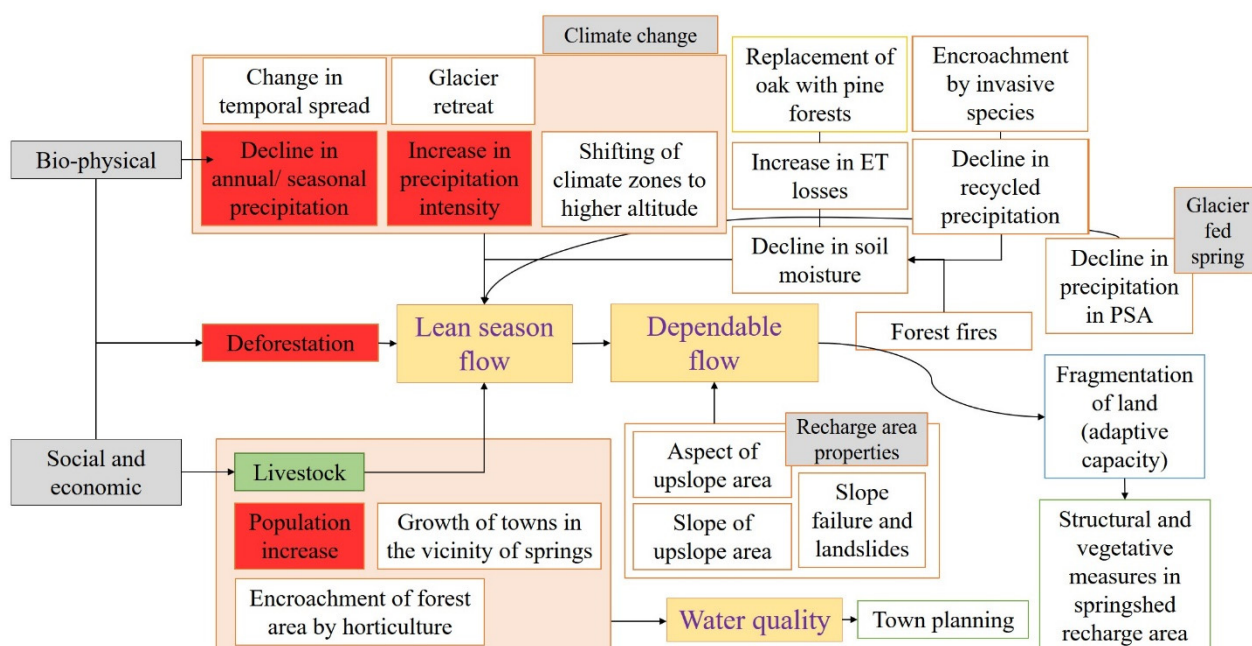 Climate change
Change in
temporal spread
Glacier
retreat
Replacement of
oak with pine
forests
Encroachment
by invasive
species
Bio-physical
Decline in
annual/ seasonal
precipitation
Increase in
precipitation
intensity
Shifting of
climate zones to
higher altitude
Increase in ET
losses
Decline in
recycled
precipitation
Glacier
fed
spring
Decline in soil
moisture
Decline in
precipitation
in PSA
Deforestation
Lean season
flow
Dependable
flow
Forest fires
Fragmentation
of land
(adaptive
capacity)
Social and
economic
Livestock
Recharge area
properties
Aspect of
upslope area
Slope of
upslope area
Slope
failure and
landslides
Population
increase
Growth of towns in
the vicinity of springs
Encroachment of forest
area by horticulture
Water quality
Town planning
Structural and
vegetative
measures in
springshed
recharge area